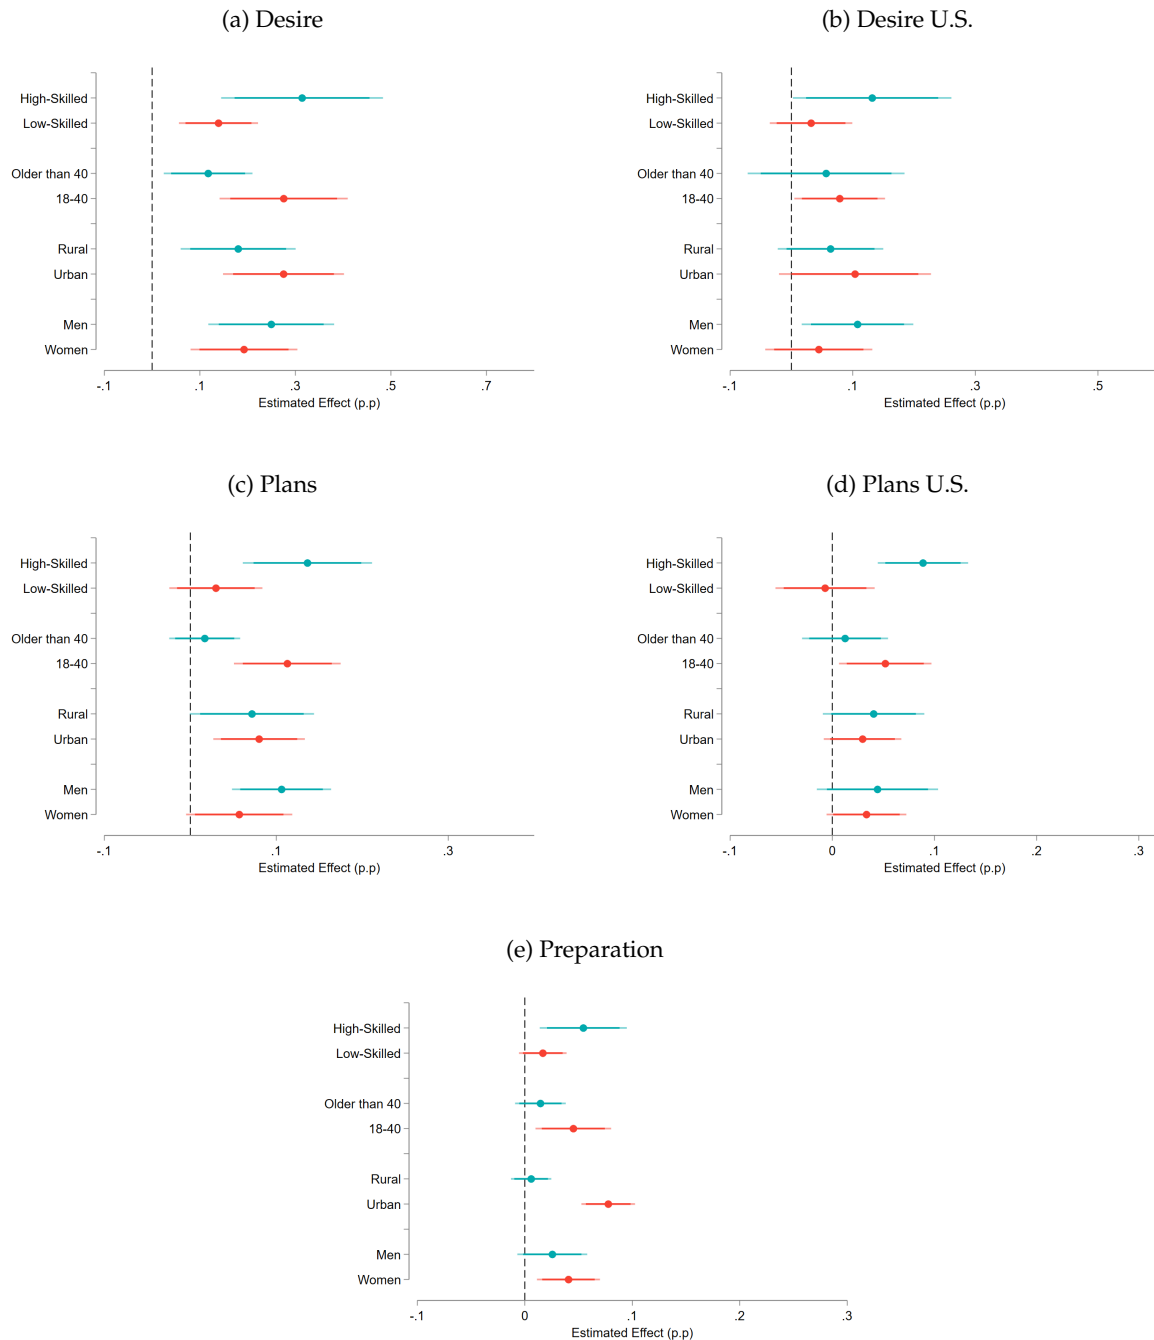 (a) Desire
High-Skilled
Low-Skilled
Older than 40
18-40
Rural
Urban
Men
Women
-.1 .1 .3 .5 .7
Estimated Effect (p.p)
(b) Desire U.S.
High-Skilled
Low-Skilled
Older than 40
18-40
Rural
Urban
Men
Women
-.1 .1 .3 .5
Estimated Effect (p.p)
(c) Plans
High-Skilled
Low-Skilled
Older than 40
18-40
Rural
Urban
Men
Women
-.1 .1 .3
Estimated Effect (p.p)
(d) Plans U.S.
High-Skilled
Low-Skilled
Older than 40
18-40
Rural
Urban
Men
Women
-.1 0 .1 .2 .3
Estimated Effect (p.p)
(e) Preparation
High-Skilled
Low-Skilled
Older than 40
18-40
Rural
Urban
Men
Women
-.1 0 .1 .2 .3
Estimated Effect (p.p)